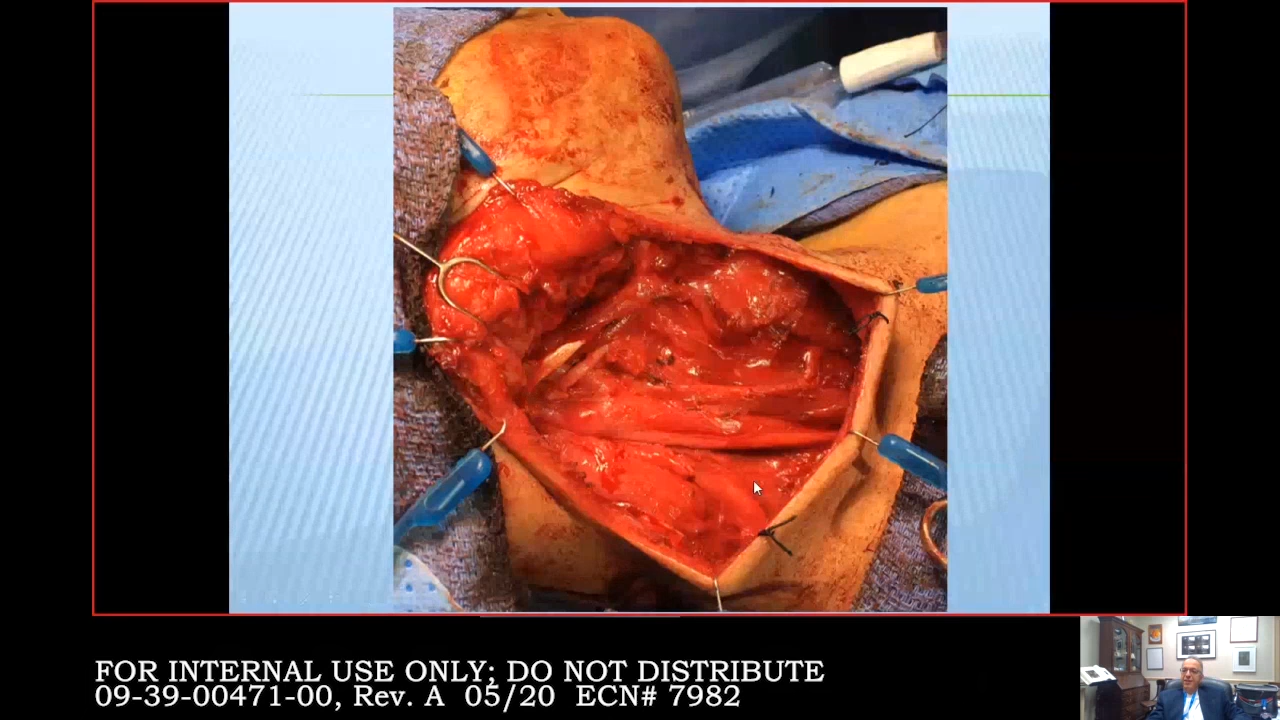 FOR INTERNAL USE ONLY; DO NOT DISTRIBUTE
09-39-00471-00, Rev. A  05/20  ECN# 7982